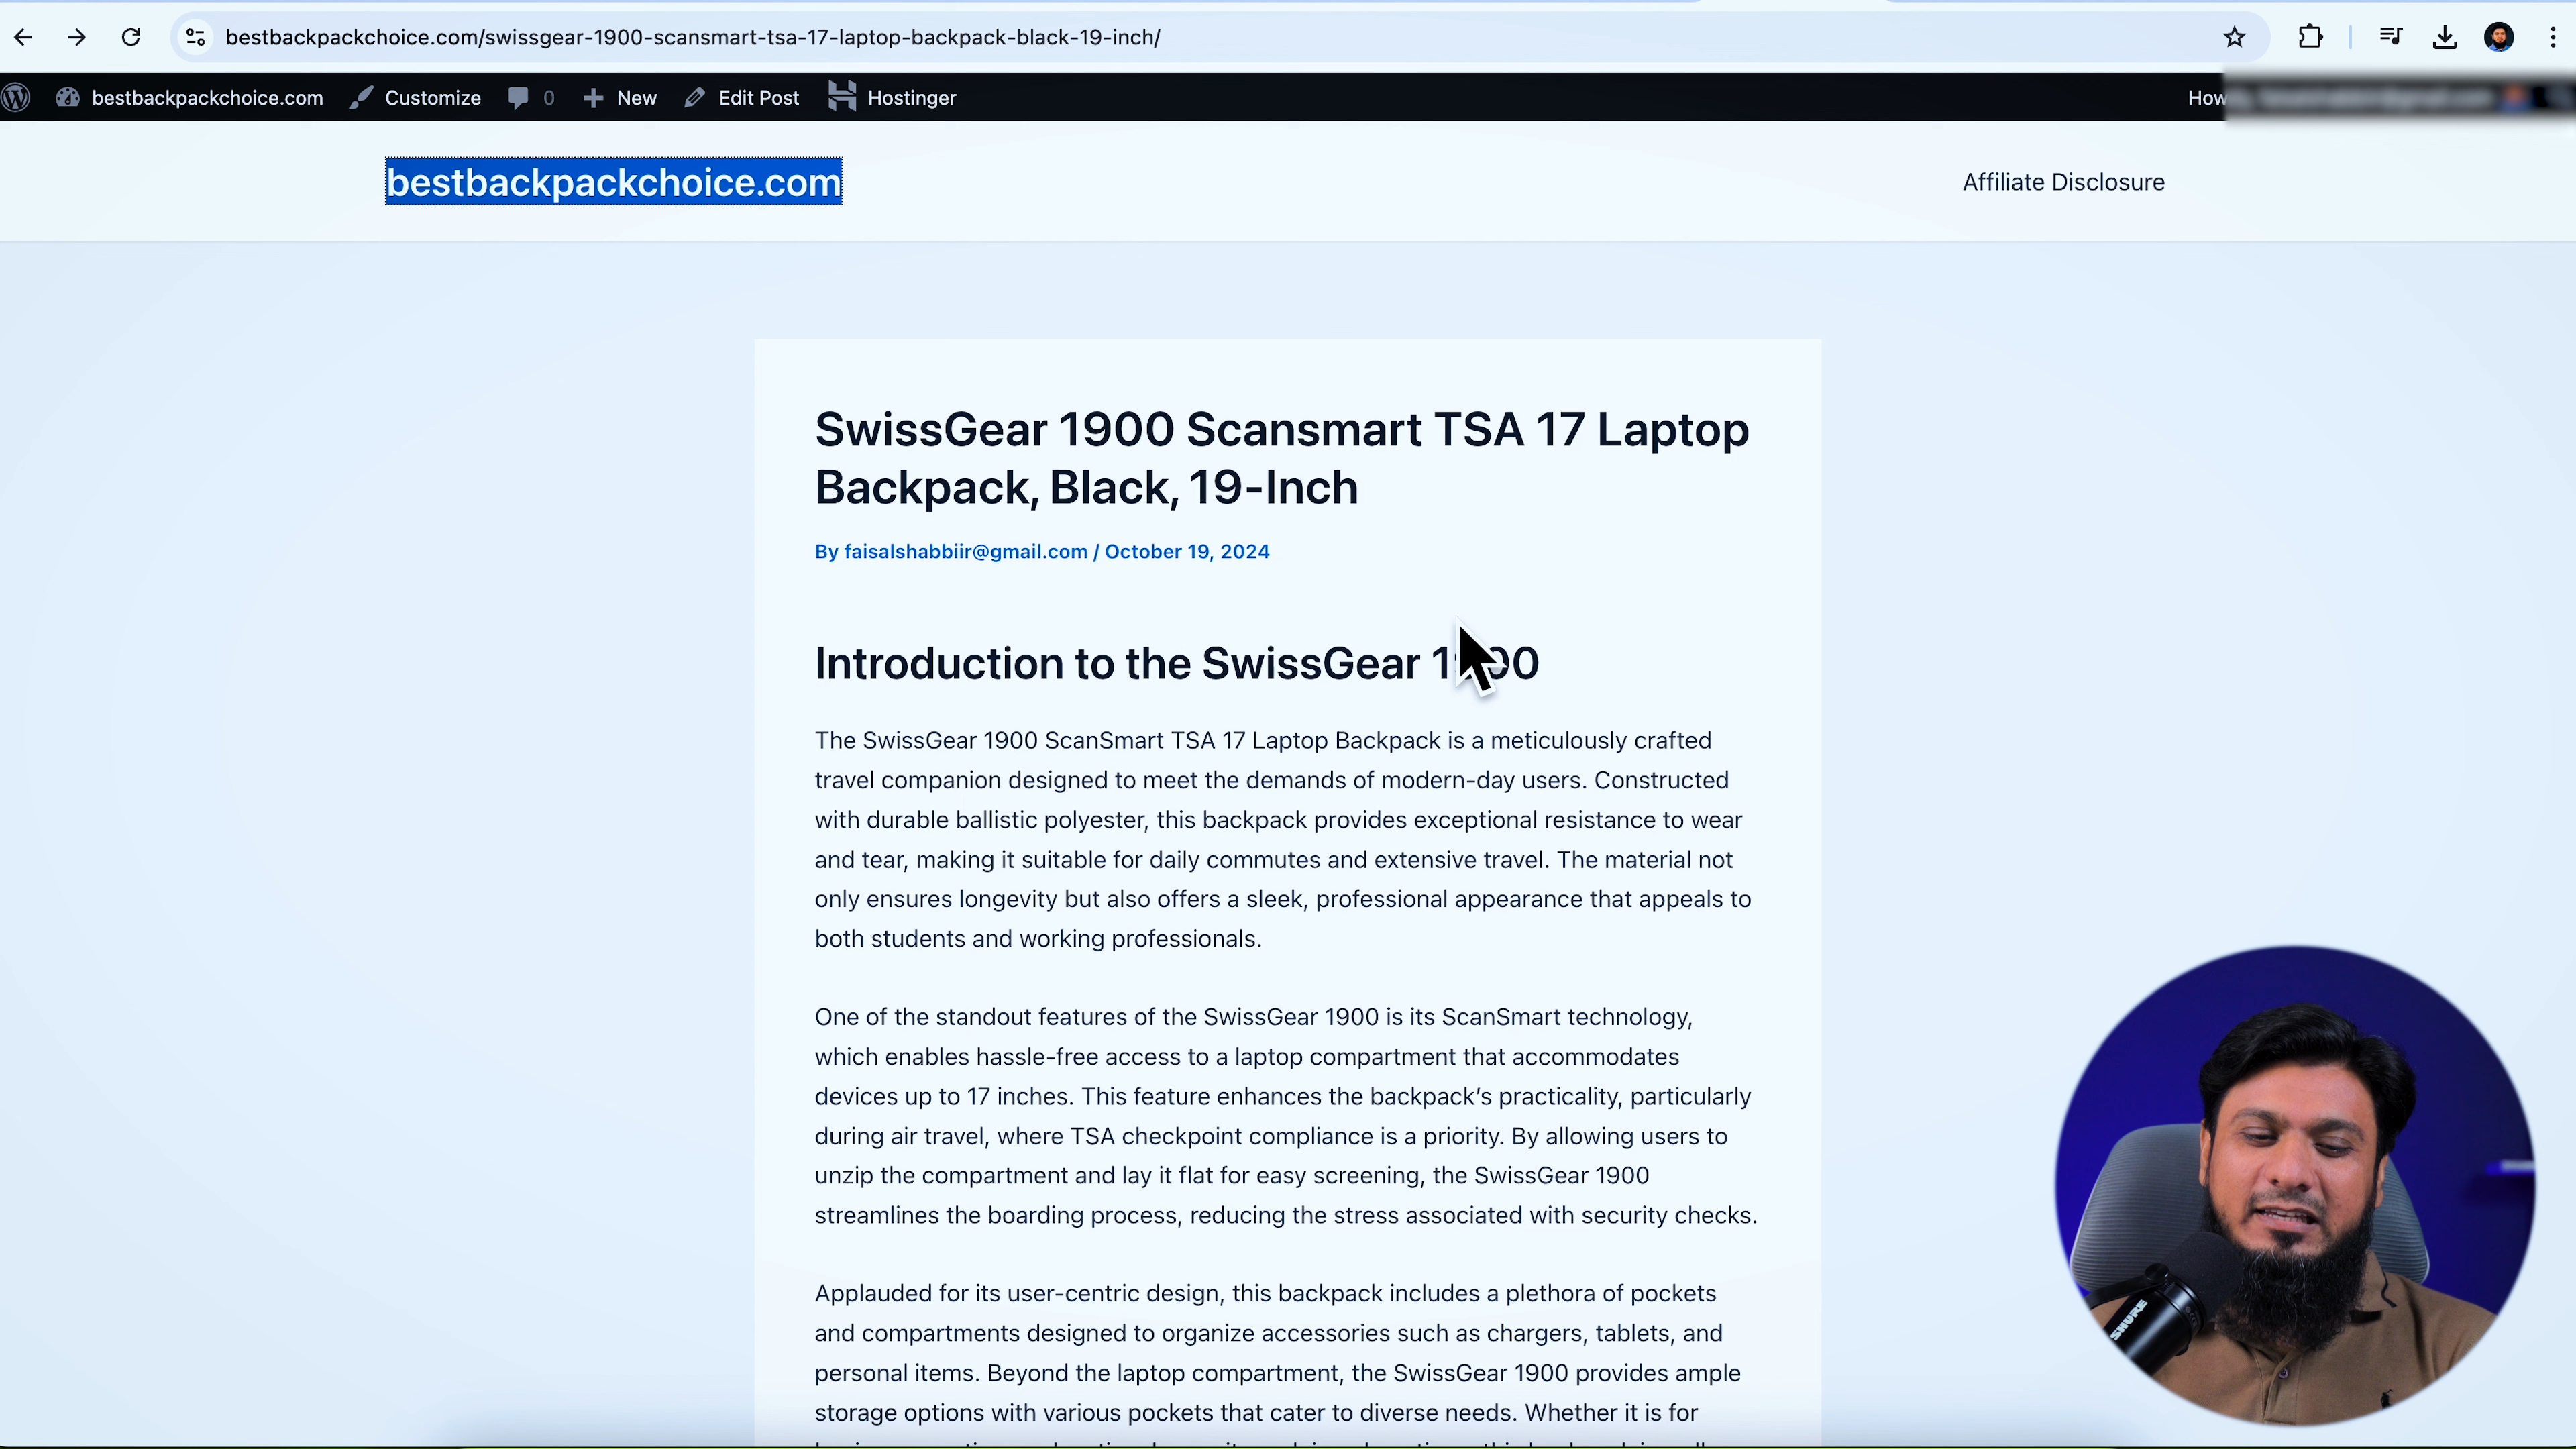 bestbackpackchoice.com/swissgear-1900-scansmart-tsa-17-laptop-backpack-black-19-inch/
bestbackpackchoice.com Customize 0 New Edit Post Hostinger
bestbackpackchoice.com Affiliate Disclosure
SwissGear 1900 Scansmart TSA 17 Laptop
Backpack, Black, 19-Inch
By faisalshabbiir@gmail.com / October 19, 2024
Introduction to the SwissGear 1900
The SwissGear 1900 ScanSmart TSA 17 Laptop Backpack is a meticulously crafted
travel companion designed to meet the demands of modern-day users. Constructed
with durable ballistic polyester, this backpack provides exceptional resistance to wear
and tear, making it suitable for daily commutes and extensive travel. The material not
only ensures longevity but also offers a sleek, professional appearance that appeals to
both students and working professionals.
One of the standout features of the SwissGear 1900 is its ScanSmart technology,
which enables hassle-free access to a laptop compartment that accommodates
devices up to 17 inches. This feature enhances the backpack’s practicality, particularly
during air travel, where TSA checkpoint compliance is a priority. By allowing users to
unzip the compartment and lay it flat for easy screening, the SwissGear 1900
streamlines the boarding process, reducing the stress associated with security checks.
Applauded for its user-centric design, this backpack includes a plethora of pockets
and compartments designed to organize accessories such as chargers, tablets, and
personal items. Beyond the laptop compartment, the SwissGear 1900 provides ample
storage options with various pockets that cater to diverse needs. Whether it is for
SHURE